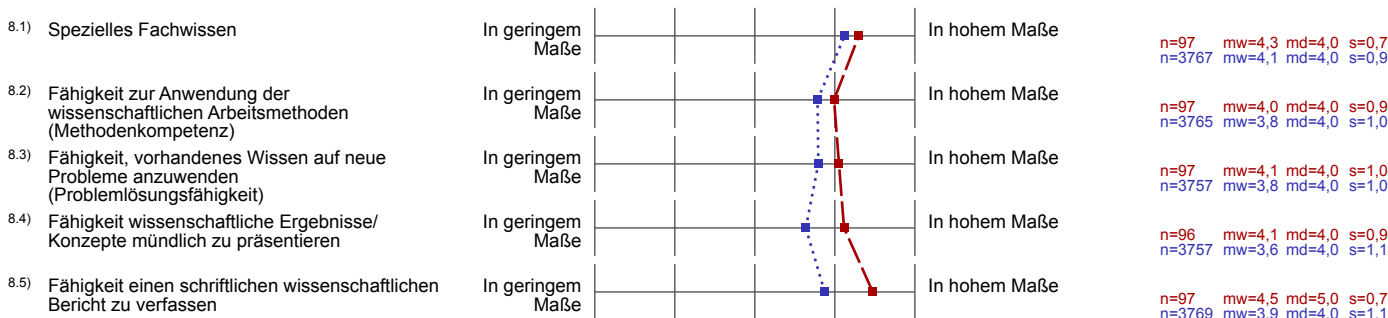 8.1) Spezielles Fachwissen
In geringem
Maße
In hohem Maße
n=97 mw=4,3 md=4,0 s=0,7
n=3767 mw=4,1 md=4,0 s=0,9
8.2) Fähigkeit zur Anwendung der
wissenschaftlichen Arbeitsmethoden
(Methodenkompetenz)
In geringem
Maße
In hohem Maße
n=97 mw=4,0 md=4,0 s=0,9
n=3765 mw=3,8 md=4,0 s=1,0
8.3) Fähigkeit, vorhandenes Wissen auf neue
Probleme anzuwenden
(Problemlösungsfähigkeit)
In geringem
Maße
In hohem Maße
n=97 mw=4,1 md=4,0 s=1,0
n=3757 mw=3,8 md=4,0 s=1,0
8.4) Fähigkeit wissenschaftliche Ergebnisse/
Konzepte mündlich zu präsentieren
In geringem
Maße
In hohem Maße
n=96 mw=4,1 md=4,0 s=0,9
n=3757 mw=3,6 md=4,0 s=1,1
8.5) Fähigkeit einen schriftlichen wissenschaftlichen
Bericht zu verfassen
In geringem
Maße
In hohem Maße
n=97 mw=4,5 md=5,0 s=0,7
n=3769 mw=3,9 md=4,0 s=1,1